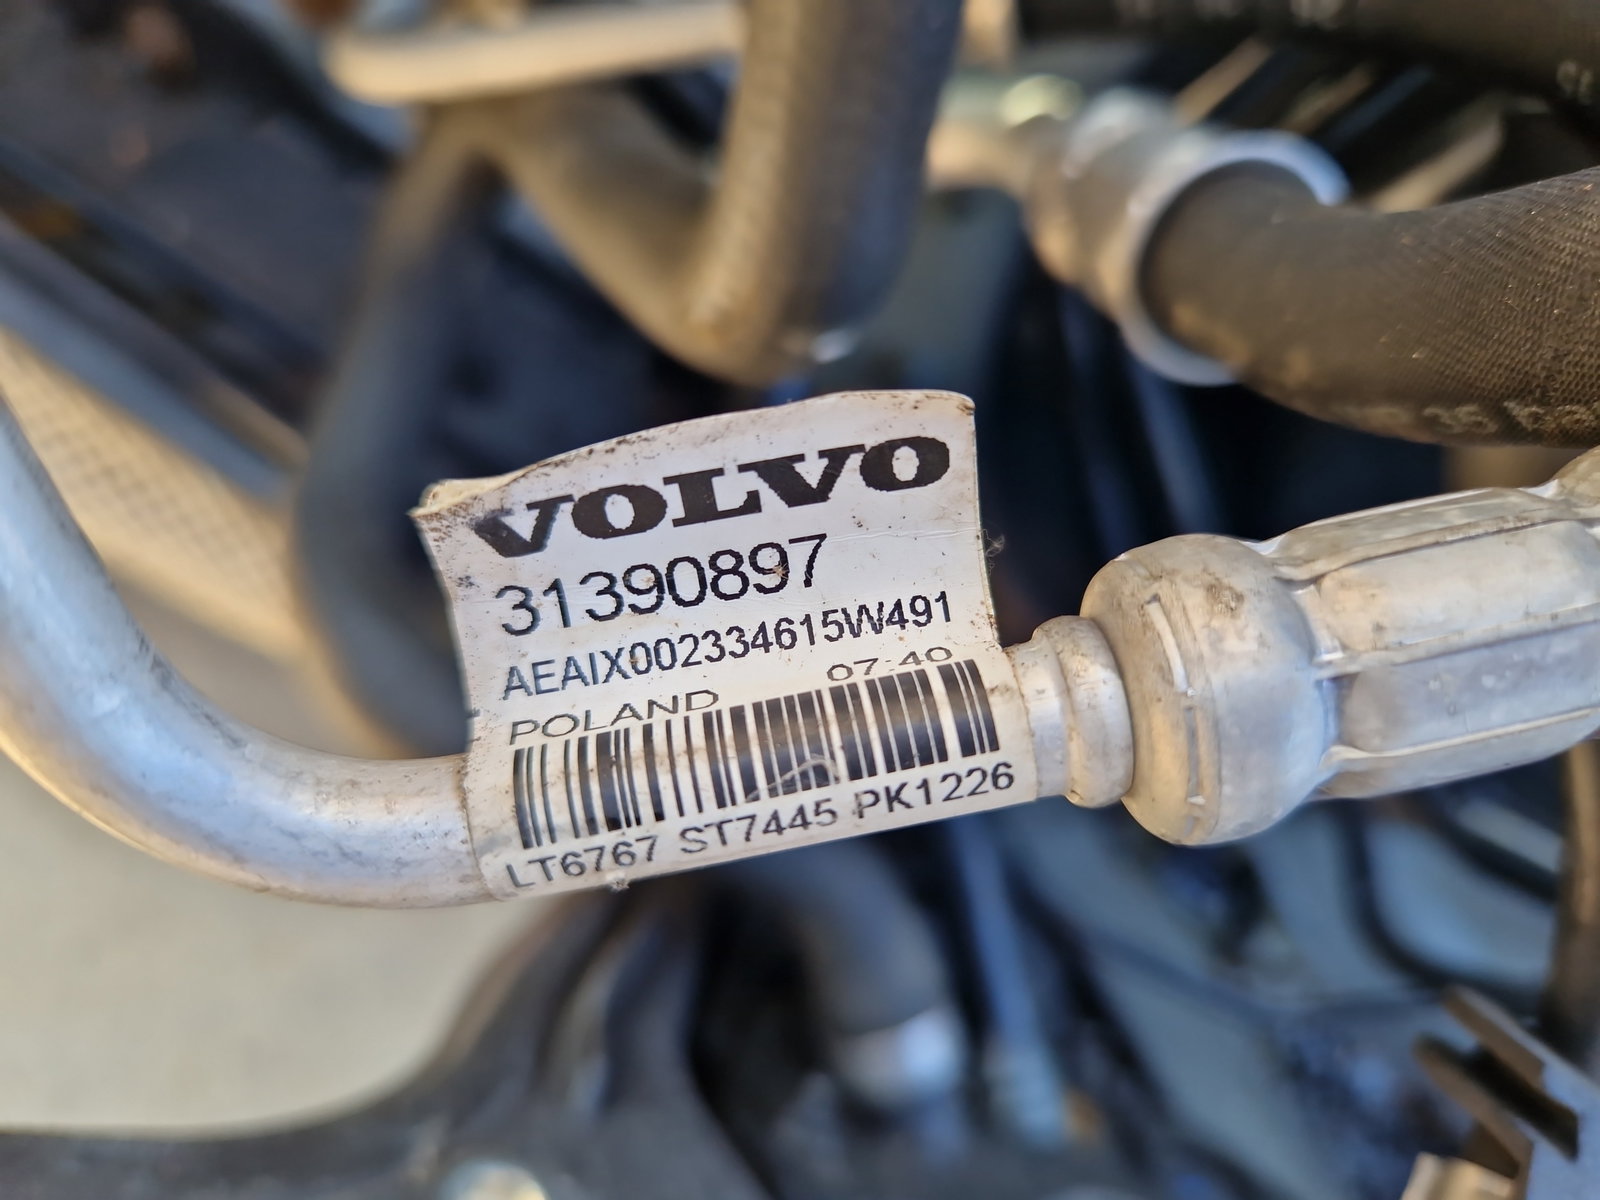 VOLVO
31390897
AEAIX002334615W491
POLAND 07:40
LT6767 ST7445 PK1226